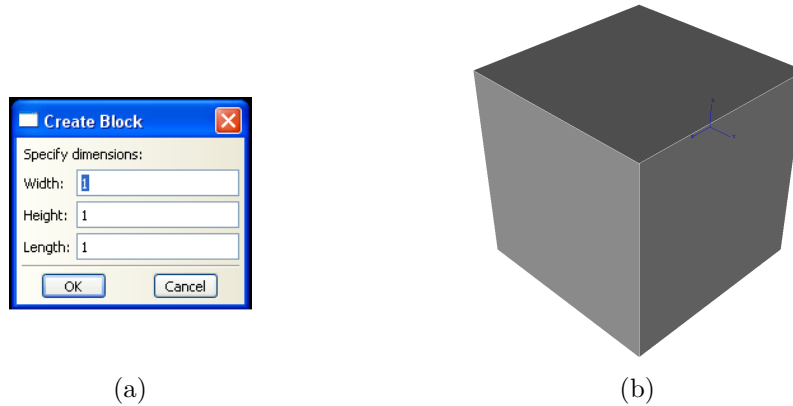 Create Block
Specify dimensions:
Width: 1
Height: 1
Length: 1
OK Cancel
(a) (b)